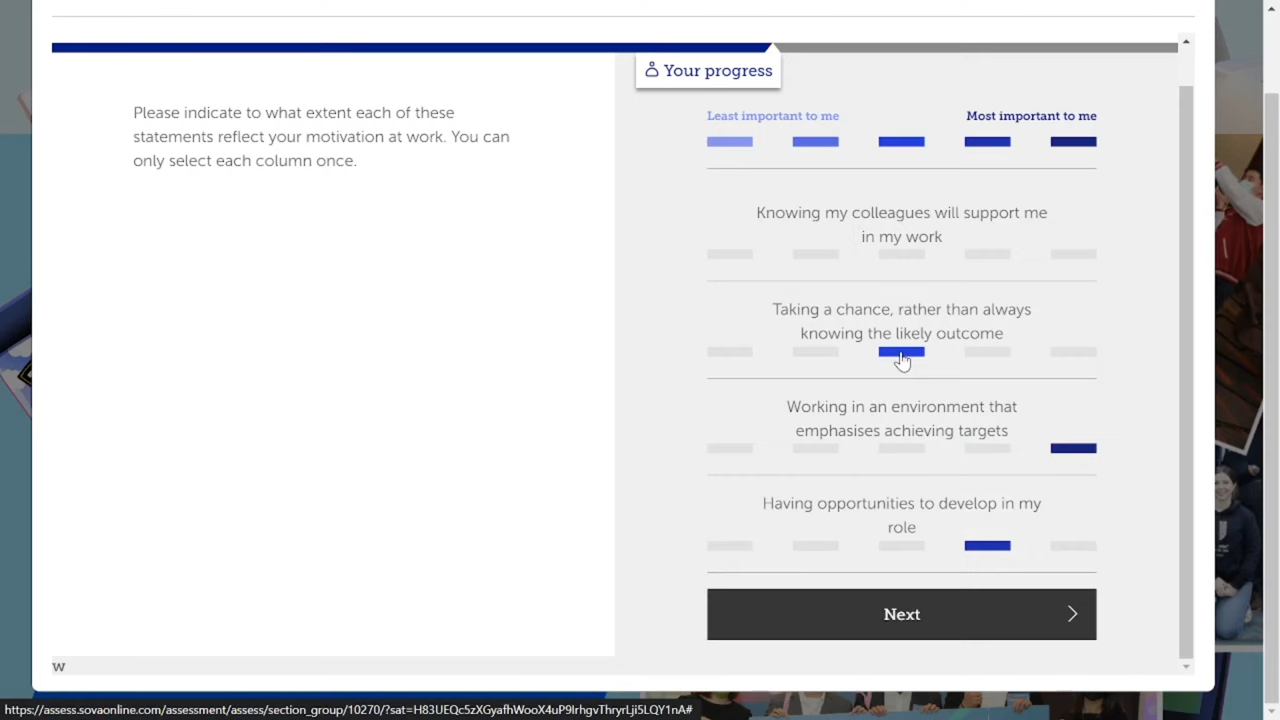 Your progress
Please indicate to what extent each of these
statements reflect your motivation at work. You can
only select each column once.
Least important to me
Most important to me
Knowing my colleagues will support me
in my work
Taking a chance, rather than always
knowing the likely outcome
Working in an environment that
emphasises achieving targets
Having opportunities to develop in my
role
Next
w
https://assess.sovaonline.com/assessment/assess/section_group/10270/?sat=H83UEQc5zXGyafhWooX4uP9IrhgvThryrLji5LQY1nA#